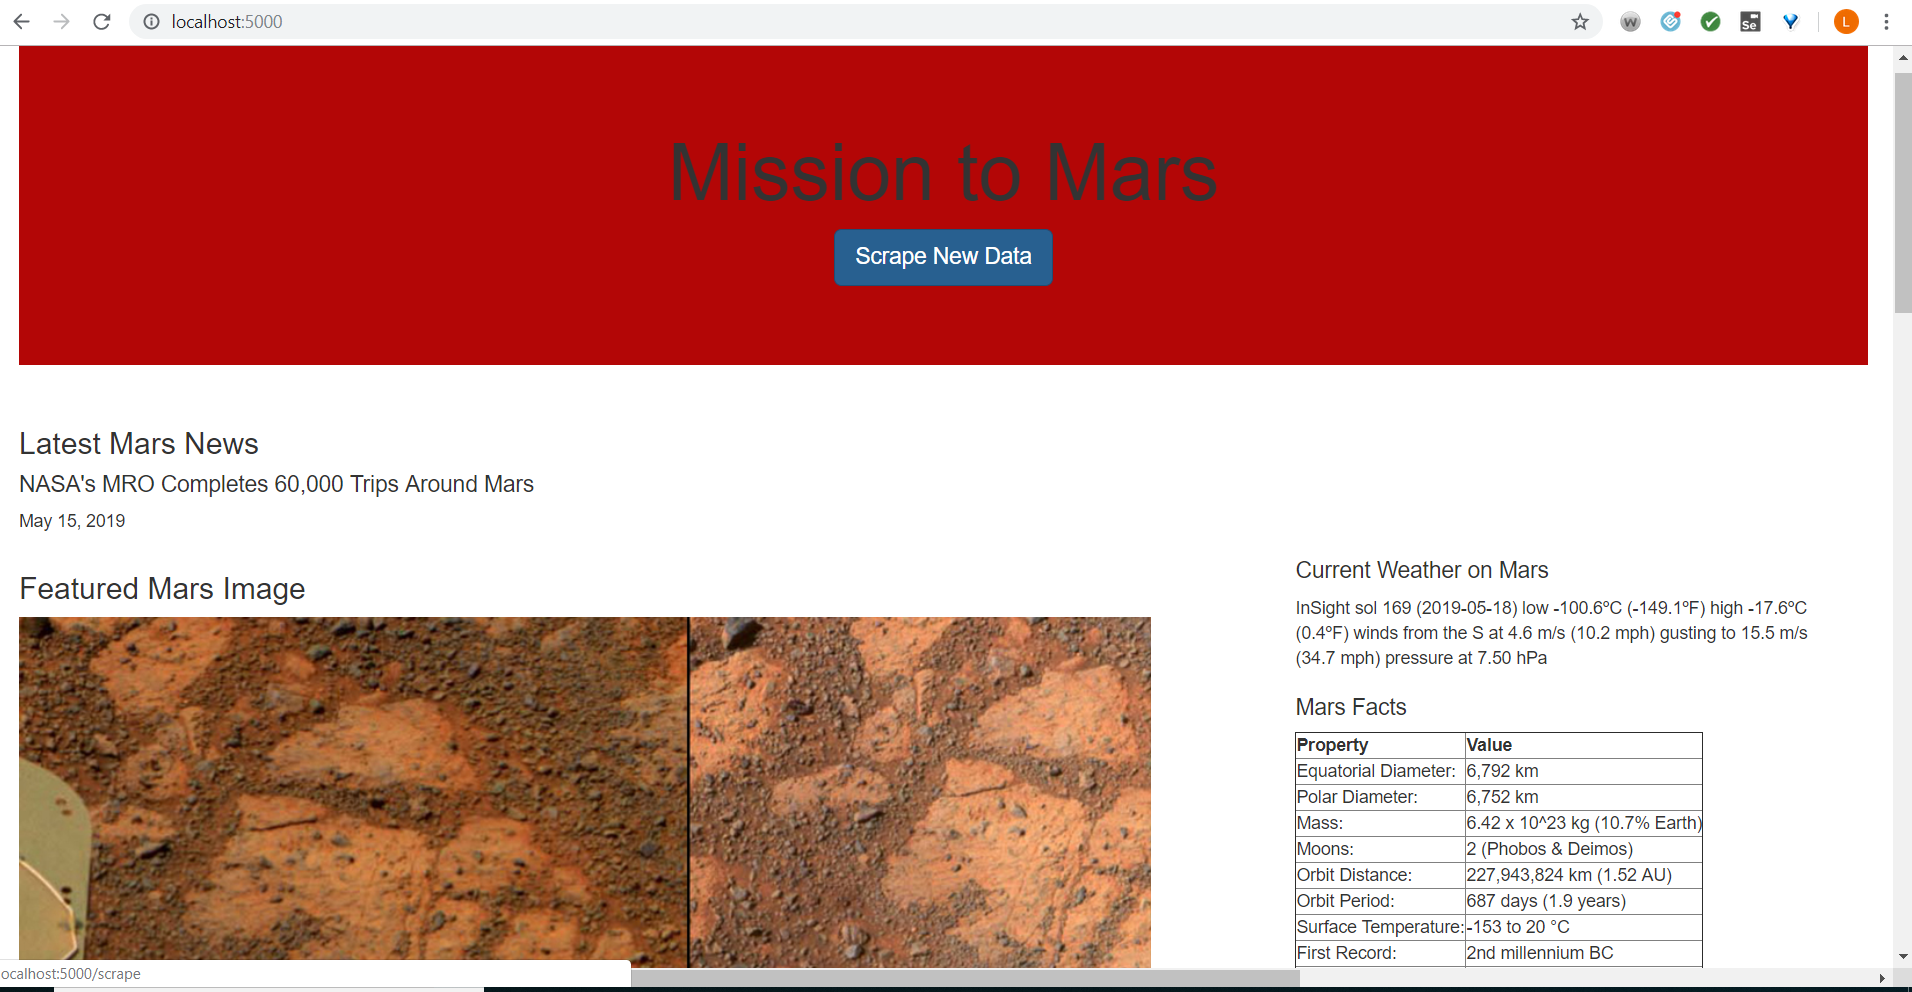 localhost:5000
W
Se
L
Mission to Mars
Scrape New Data
Latest Mars News
NASA's MRO Completes 60,000 Trips Around Mars
May 15, 2019
Featured Mars Image
Current Weather on Mars
InSight sol 169 (2019-05-18) low -100.6ºC (-149.1ºF) high -17.6ºC
(0.4ºF) winds from the S at 4.6 m/s (10.2 mph) gusting to 15.5 m/s
(34.7 mph) pressure at 7.50 hPa
Mars Facts
Property Value
Equatorial Diameter: 6,792 km
Polar Diameter: 6,752 km
Mass: 6.42 x 10^23 kg (10.7% Earth)
Moons: 2 (Phobos & Deimos)
Orbit Distance: 227,943,824 km (1.52 AU)
Orbit Period: 687 days (1.9 years)
Surface Temperature: -153 to 20 °C
First Record: 2nd millennium BC
ocalhost:5000/scrape